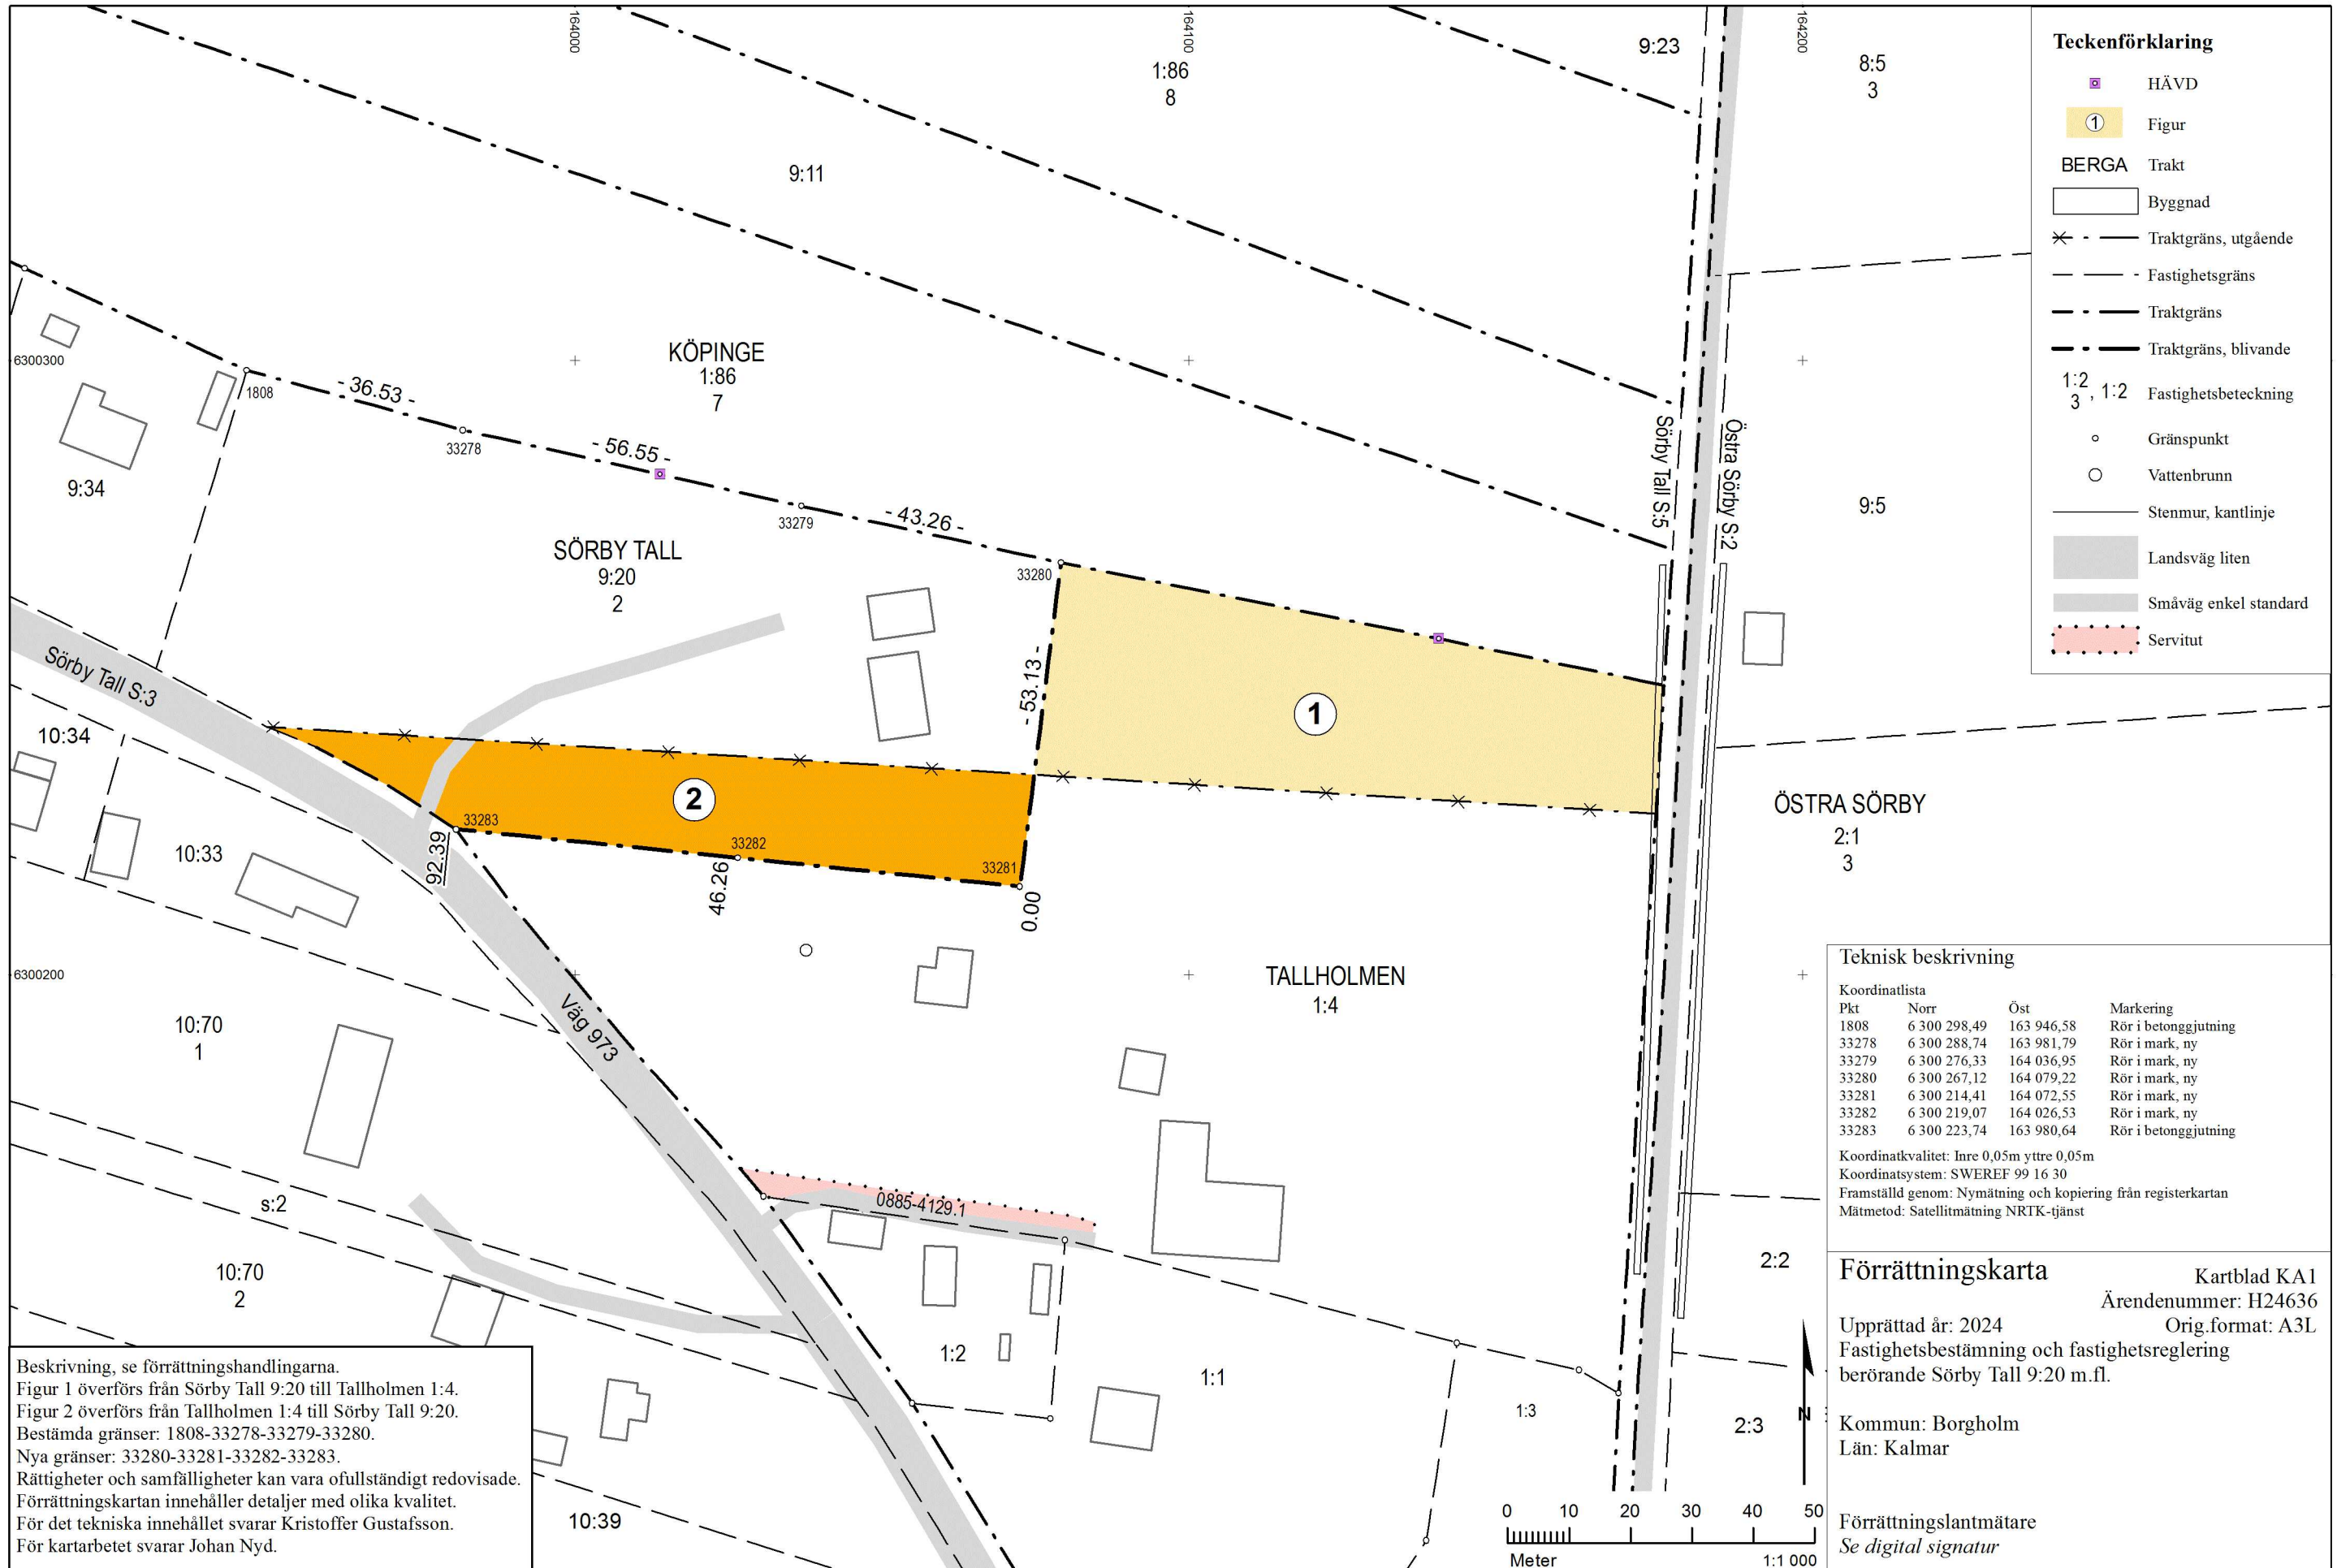 164000
164100
164200
9:23
1:86
8
8:5
3
9:11
6300300
KÖPINGE
1:86
7
1808
- 36.53 -
33278
- 56.55 -
33279
- 43.26 -
33280
9:34
SÖRBY TALL
9:20
2
Sörby Tall S:5
Östra Sörby S:2
9:5
- 53.13 -
Sörby Tall S:3
1
2
10:34
10:33
33283
92.39
33282
46.26
33281
0.00
ÖSTRA SÖRBY
2:1
3
6300200
TALLHOLMEN
1:4
10:70
1
Väg 973
s:2
0885-4129.1
10:70
2
1:2
1:1
1:3
2:2
2:3
10:39
Teckenförklaring
HÄVD
1 Figur
BERGA Trakt
Byggnad
Traktgräns, utgående
Fastighetsgräns
Traktgräns
Traktgräns, blivande
1:2
3 , 1:2 Fastighetsbeteckning
Gränspunkt
Vattenbrunn
Stenmur, kantlinje
Landsväg liten
Småväg enkel standard
Servitut
Teknisk beskrivning
Koordinatlista
Pkt Norr Öst Markering
1808 6 300 298,49 163 946,58 Rör i betonggjutning
33278 6 300 288,74 163 981,79 Rör i mark, ny
33279 6 300 276,33 164 036,95 Rör i mark, ny
33280 6 300 267,12 164 079,22 Rör i mark, ny
33281 6 300 214,41 164 072,55 Rör i mark, ny
33282 6 300 219,07 164 026,53 Rör i mark, ny
33283 6 300 223,74 163 980,64 Rör i betonggjutning
Koordinatkvalitet: Inre 0,05m yttre 0,05m
Koordinatsystem: SWEREF 99 16 30
Framställd genom: Nymätning och kopiering från registerkartan
Mätmetod: Satellitmätning NRTK-tjänst
Förrättningskarta
Kartblad KA1
Ärendenummer: H24636
Upprättad år: 2024 Orig.format: A3L
Fastighetsbestämning och fastighetsreglering
berörande Sörby Tall 9:20 m.fl.
N
Kommun: Borgholm
Län: Kalmar
Förrättningslantmätare
Se digital signatur
0 10 20 30 40 50
Meter 1:1 000
Beskrivning, se förrättningshandlingarna.
Figur 1 överförs från Sörby Tall 9:20 till Tallholmen 1:4.
Figur 2 överförs från Tallholmen 1:4 till Sörby Tall 9:20.
Bestämda gränser: 1808-33278-33279-33280.
Nya gränser: 33280-33281-33282-33283.
Rättigheter och samfälligheter kan vara ofullständigt redovisade.
Förrättningskartan innehåller detaljer med olika kvalitet.
För det tekniska innehållet svarar Kristoffer Gustafsson.
För kartarbetet svarar Johan Nyd.